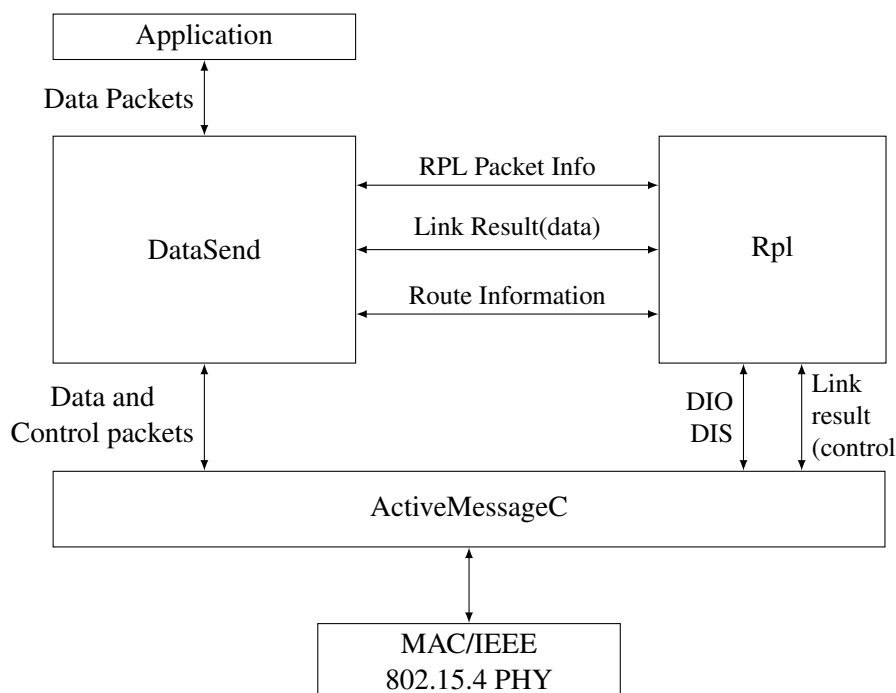 Application
Data Packets
RPL Packet Info
Link Result(data)
Route Information
DataSend
Rpl
Data and
Control packets
DIO
DIS
Link
result
(control
ActiveMessageC
MAC/IEEE
802.15.4 PHY